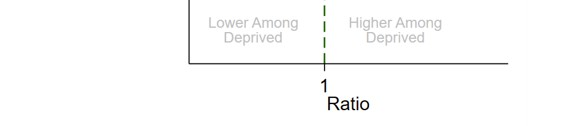 Lower Among
Deprived
Higher Among
Deprived
1
Ratio